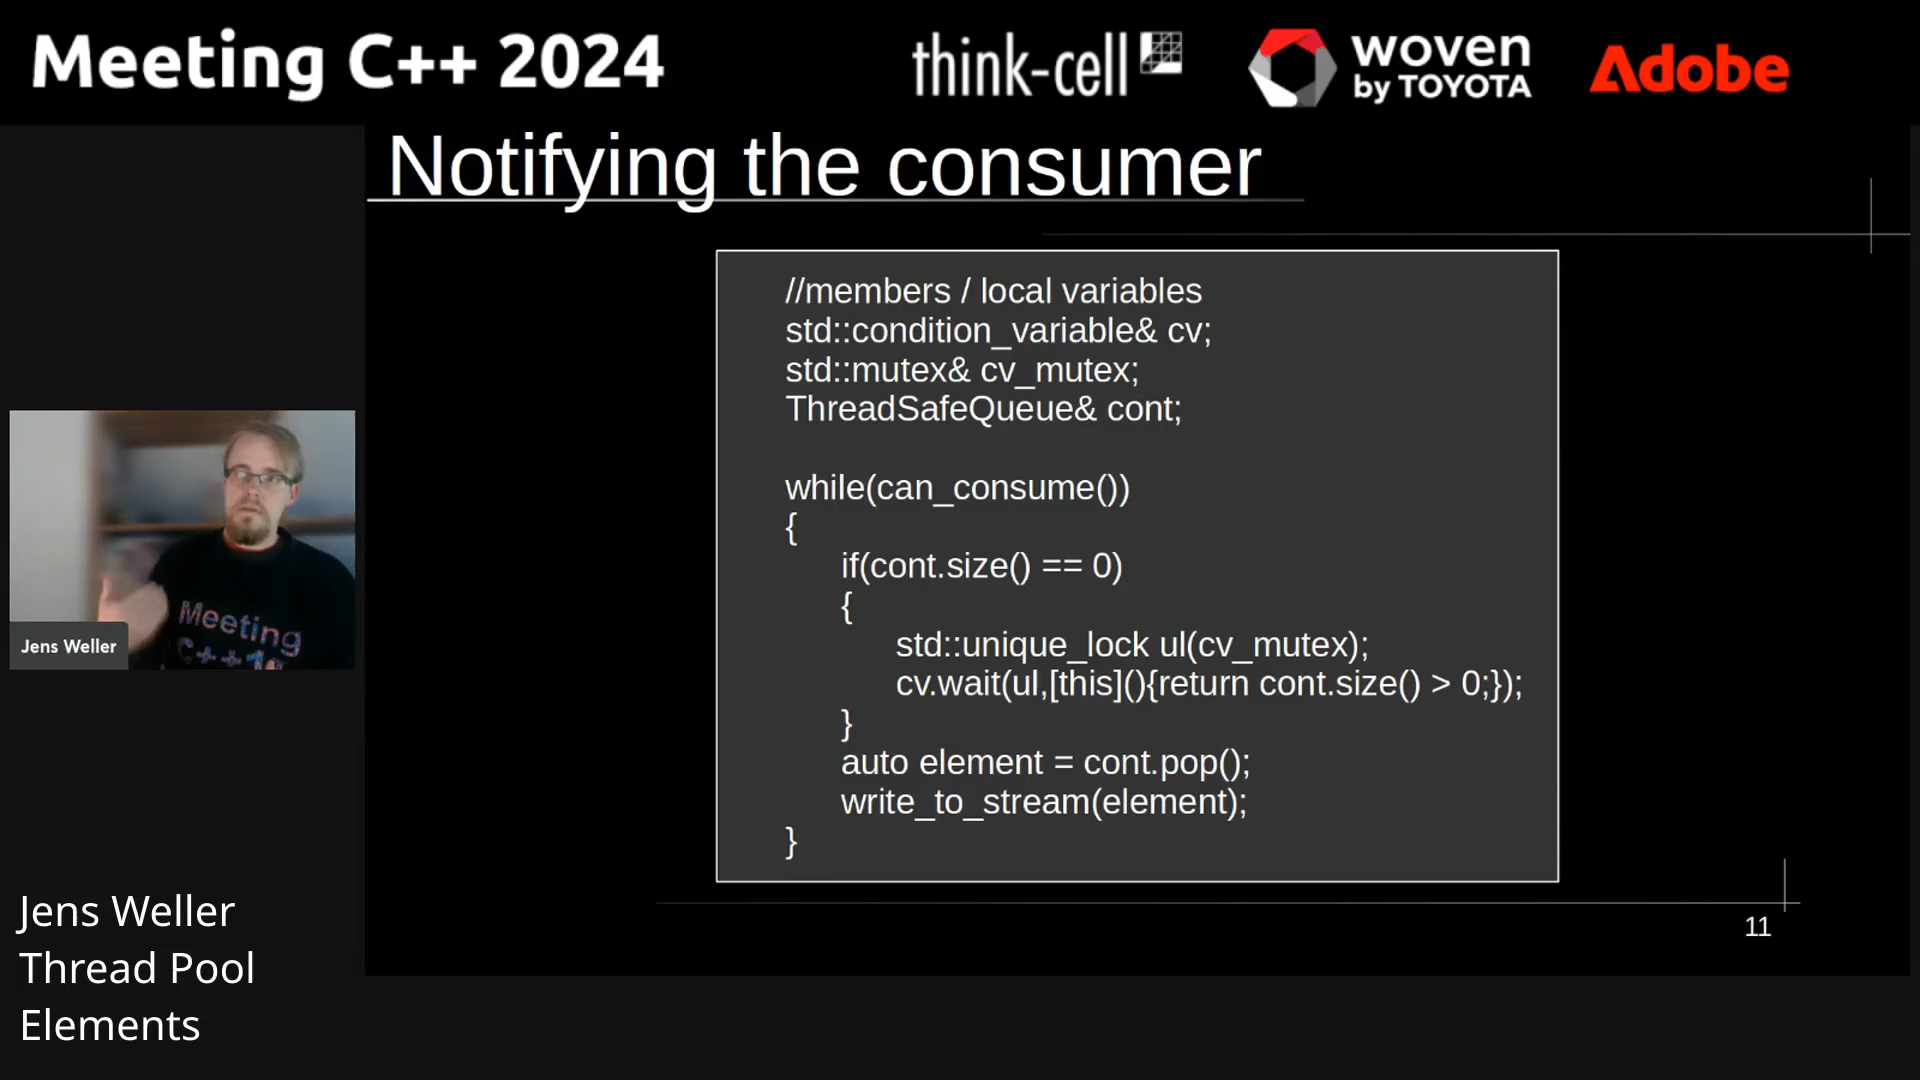 Meeting C++ 2024
think-cell
woven
by TOYOTA
Adobe
Notifying the consumer
//members / local variables
std::condition_variable& cv;
std::mutex& cv_mutex;
ThreadSafeQueue& cont;
while(can_consume())
{
if(cont.size() == 0)
{
std::unique_lock ul(cv_mutex);
cv.wait(ul,[this](){return cont.size() > 0;});
}
auto element = cont.pop();
write_to_stream(element);
}
11
Meeting
Jens Weller
Jens Weller
Thread Pool
Elements